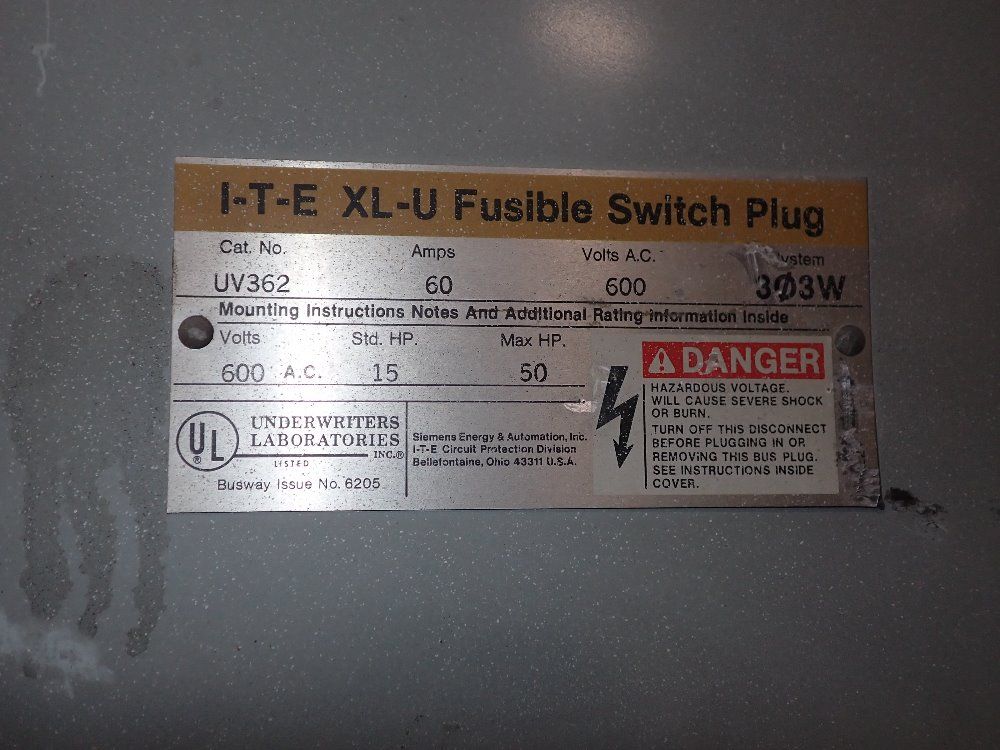 I-T-E XL-U Fusible Switch Plug
Cat. No. Amps Volts A.C. ystem
UV362 60 600 3Ø3W
Mounting Instructions Notes And Additional Rating Information Inside
Volts Std. HP. Max HP.
600 A.C. 15 50
UL ®
UNDERWRITERS
LABORATORIES
INC.®
LISTED
Busway Issue No. 6205
Siemens Energy & Automation, Inc.
I-T-E Circuit Protection Division
Bellefontaine, Ohio 43311 U.S.A.
DANGER
HAZARDOUS VOLTAGE.
WILL CAUSE SEVERE SHOCK
OR BURN.
TURN OFF THIS DISCONNECT
BEFORE PLUGGING IN OR
REMOVING THIS BUS PLUG.
SEE INSTRUCTIONS INSIDE
COVER.